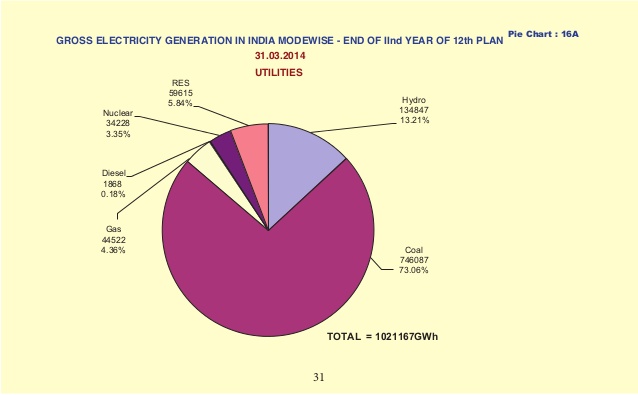 Pie Chart : 16A
GROSS ELECTRICITY GENERATION IN INDIA MODEWISE - END OF IInd YEAR OF 12th PLAN
31.03.2014
UTILITIES
RES
59615
5.84%
Hydro
134847
13.21%
Nuclear
34228
3.35%
Diesel
1868
0.18%
Gas
44522
4.36%
Coal
746087
73.06%
TOTAL = 1021167GWh
31